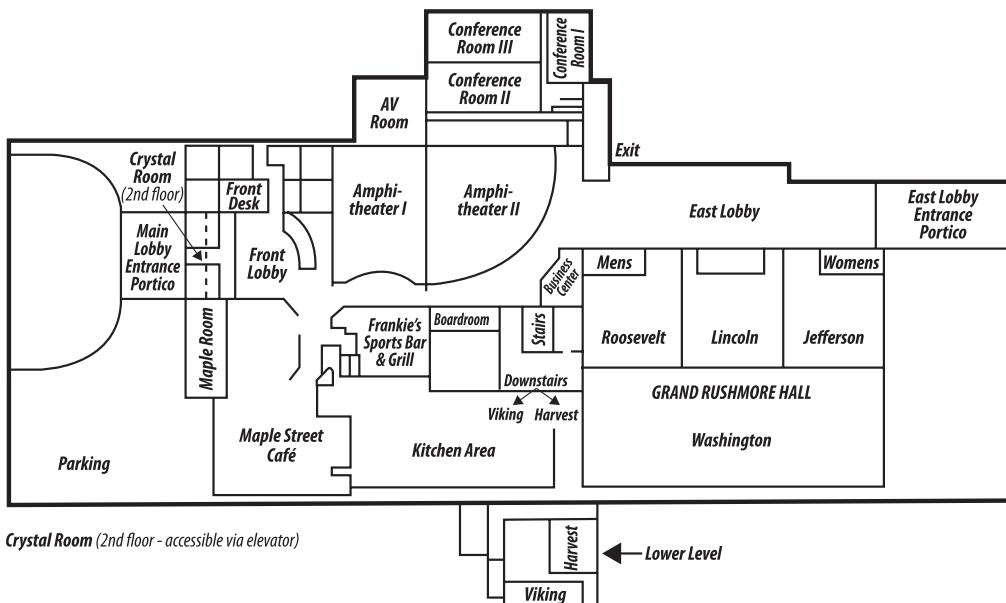 Conference
Room III
Conference
Room I
Conference
Room II
AV
Room
Exit
Crystal
Room
(2nd floor)
Front
Desk
Amphi-
theater I
Amphi-
theater II
East Lobby
East Lobby
Entrance
Portico
Main
Lobby
Entrance
Portico
Front
Lobby
Business
Center
Mens
Womens
Maple Room
Frankie's
Sports Bar
& Grill
Boardroom
Stairs
Roosevelt
Lincoln
Jefferson
Downstairs
Viking
Harvest
GRAND RUSHMORE HALL
Washington
Maple Street
Café
Kitchen Area
Parking
Crystal Room (2nd floor - accessible via elevator)
Harvest
Lower Level
Viking